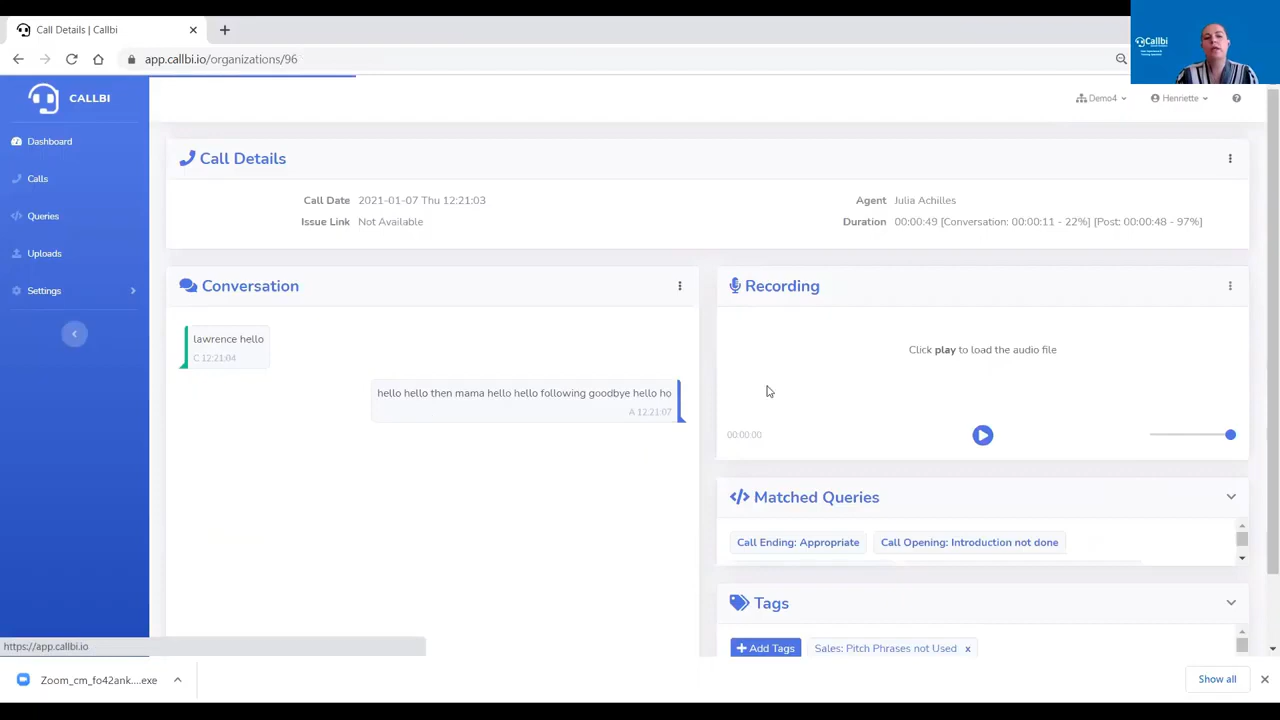 Call Details | Callbi
app.callbi.io/organizations/96
Callbi
CALLBI
Demo4
Henriette
Dashboard
Calls
Queries
Uploads
Settings
Call Details
Call Date 2021-01-07 Thu 12:21:03
Agent Julia Achilles
Issue Link Not Available
Duration 00:00:49 [Conversation: 00:00:11 - 22%] [Post: 00:00:48 - 97%]
Conversation
lawrence hello
C 12:21:04
hello hello then mama hello hello following goodbye hello ho
A 12:21:07
Recording
Click play to load the audio file
00:00:00
Matched Queries
Call Ending: Appropriate
Call Opening: Introduction not done
Tags
+ Add Tags
Sales: Pitch Phrases not Used x
https://app.callbi.io
Zoom_cm_fo42ank....exe
Show all